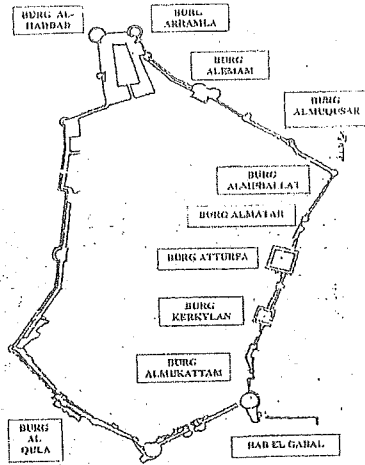 BURG AL-
HADDAD
BURG
ARRAMLA
BURG
ALEMAM
BURG
ALMUQUSAR
BURG
ALMUBALLAT
BURG ALMATAR
BURG ATTURFA
BURG
KERKYLAN
BURG
ALMUKATTAM
BURG
AL
QULA
BAB EL GABAL